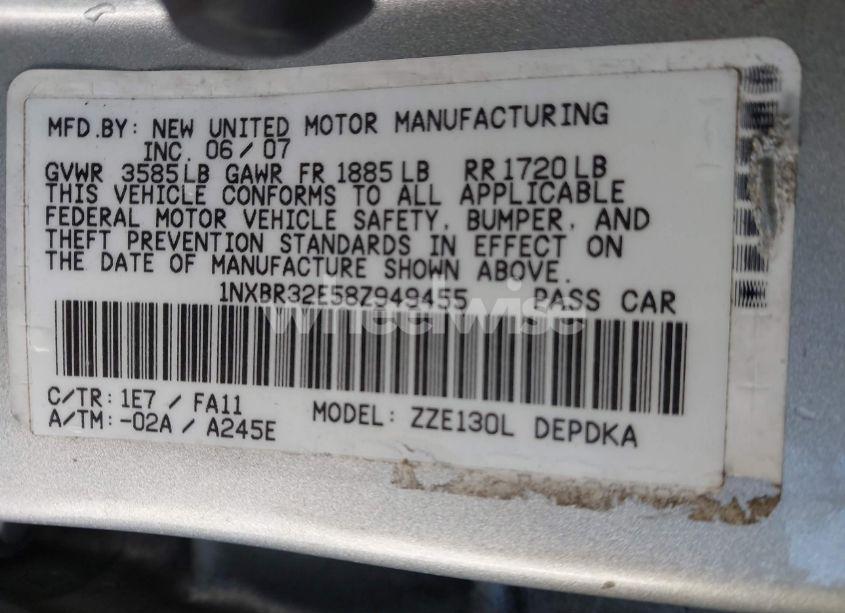 MFD.BY: NEW UNITED MOTOR MANUFACTURING
INC. 06/07
GVWR 3585LB GAWR FR 1885LB RR1720LB
THIS VEHICLE CONFORMS TO ALL APPLICABLE
FEDERAL MOTOR VEHICLE SAFETY, BUMPER, AND
THEFT PREVENTION STANDARDS IN EFFECT ON
THE DATE OF MANUFACTURE SHOWN ABOVE.
1NXBR32E58Z949455 PASS CAR
wheelwise
C/TR: 1E7 / FA11
A/TM: -02A / A245E
MODEL: ZZE130L DEPDKA